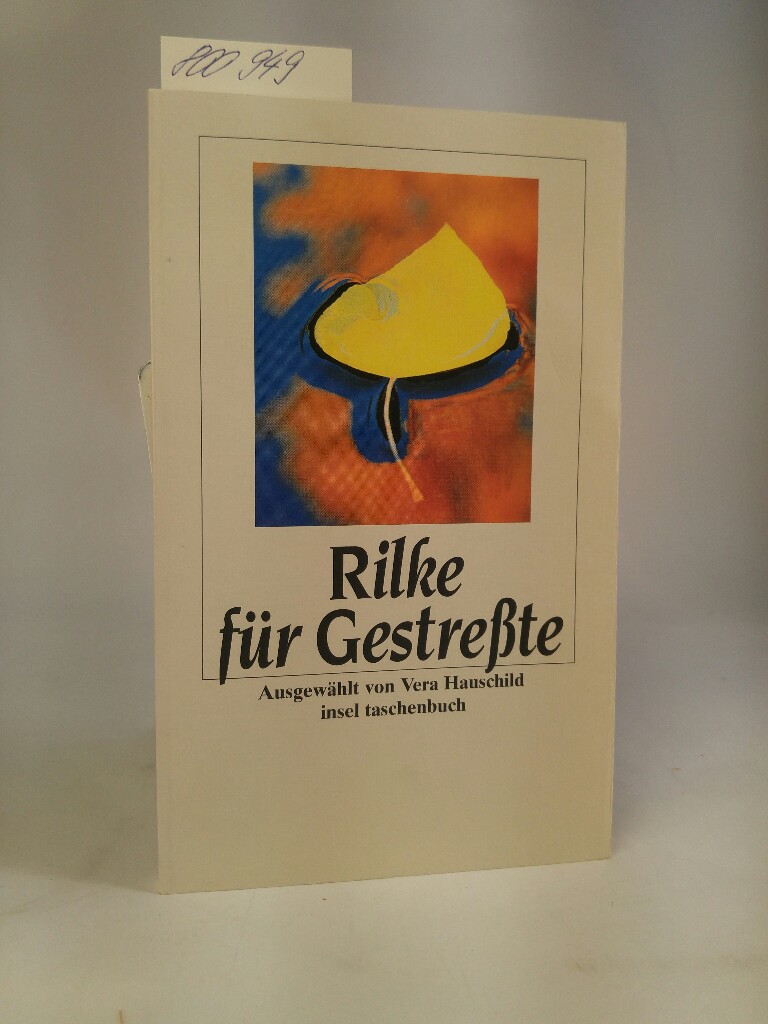 800 949
Rilke
für Gestreßte
Ausgewählt von Vera Hauschild
insel taschenbuch